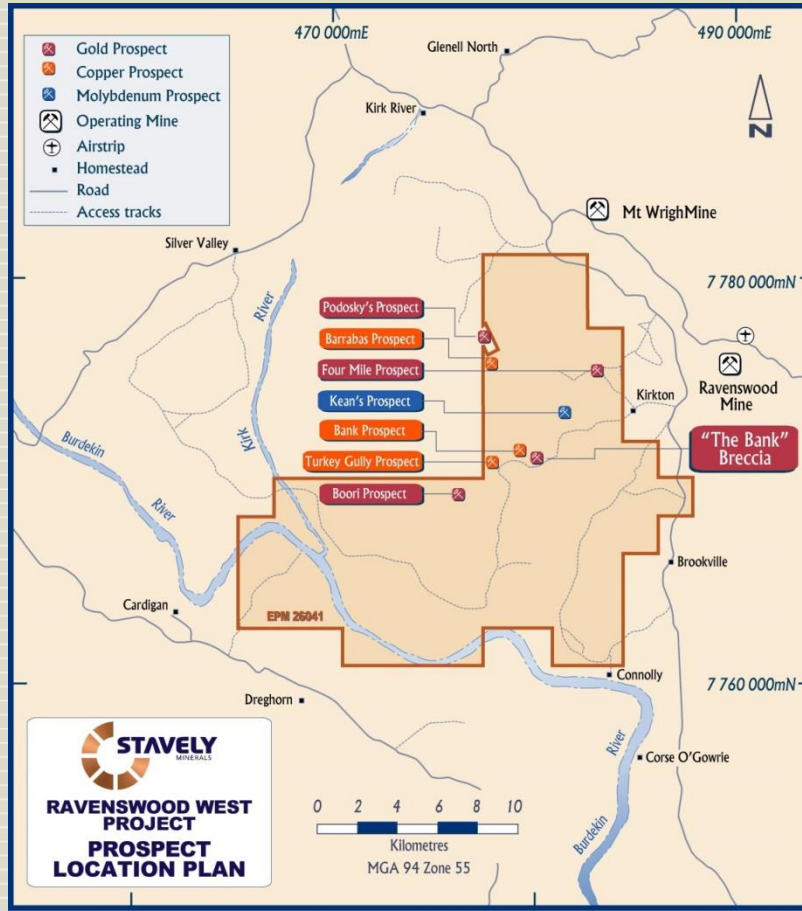 470 000mE
490 000mE
Gold Prospect
Copper Prospect
Molybdenum Prospect
Operating Mine
Airstrip
Homestead
Road
Access tracks
Glenell North
Kirk River
N
Mt WrighMine
Silver Valley
7 780 000mN
River
Kirk
Podosky's Prospect
Barrabas Prospect
Four Mile Prospect
Kean's Prospect
Bank Prospect
Turkey Gully Prospect
Boori Prospect
Ravenswood
Mine
Kirkton
"The Bank"
Breccia
Burdekin
River
Brookville
Cardigan
EPM 26041
Connolly
7 760 000mN
Dreghorn
River
Corse O'Gowrie
Burdekin
STAVELY
MINERALS
RAVENSWOOD WEST
PROJECT
PROSPECT
LOCATION PLAN
0 2 4 6 8 10
Kilometres
MGA 94 Zone 55